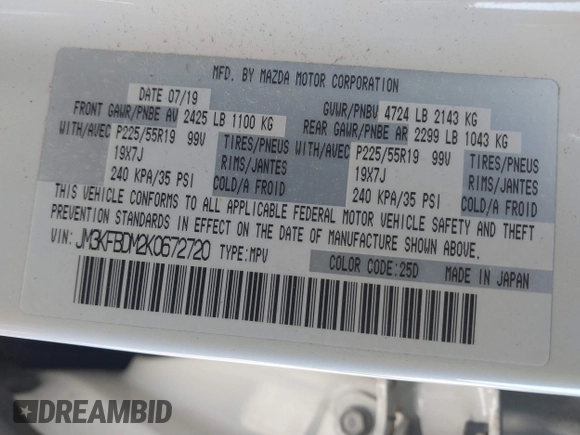 MFD. BY MAZDA MOTOR CORPORATION
DATE 07/19 GVWR/PNBV 4724 LB 2143 KG
FRONT GAWR/PNBE AV 2425 LB 1100 KG REAR GAWR/PNBE AR 2299 LB 1043 KG
WITH/AVEC P225/55R19 99V TIRES/PNEUS WITH/AVEC P225/55R19 99V TIRES/PNEUS
19X7J RIMS/JANTES 19X7J RIMS/JANTES
240 KPA/35 PSI COLD/A FROID 240 KPA/35 PSI COLD/A FROID
THIS VEHICLE CONFORMS TO ALL APPLICABLE FEDERAL MOTOR VEHICLE SAFETY AND THEFT
PREVENTION STANDARDS IN EFFECT ON THE DATE OF MANUFACTURE SHOWN ABOVE.
VIN: JM3KFBDM2K0672720 TYPE: MPV
COLOR CODE: 25D MADE IN JAPAN
DREAMBID